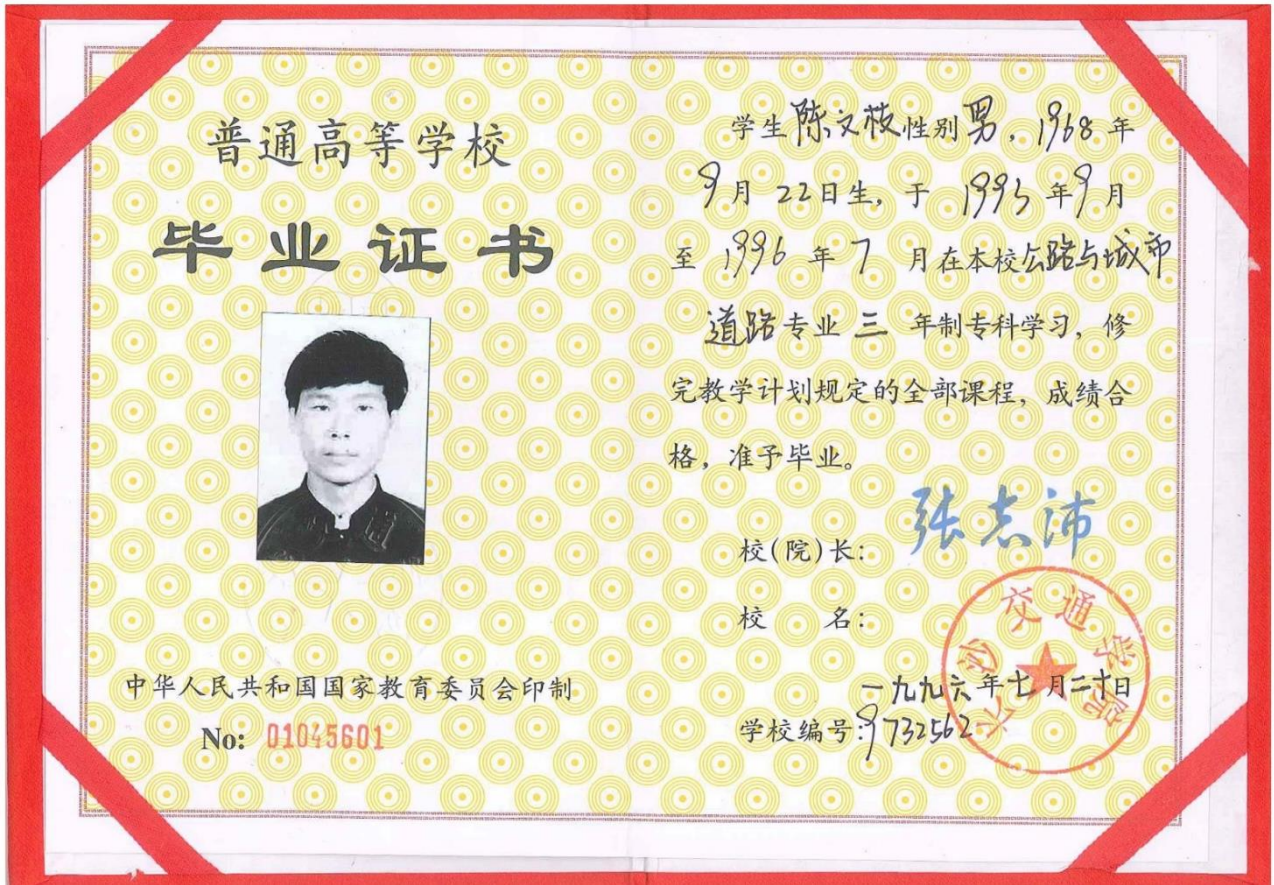 普通高等学校
毕业证书
中华人民共和国国家教育委员会印制
No: 01045601
学生陈文枝性别男，1968年
9月22日生，于1993年9月
至1996年7月在本校公路与城市
道路专业三年制专科学习，修
完教学计划规定的全部课程，成绩合
格，准予毕业。
校(院)长：张志沛
校名：
长沙交通学院
一九九六年七月二十日
学校编号：9732562